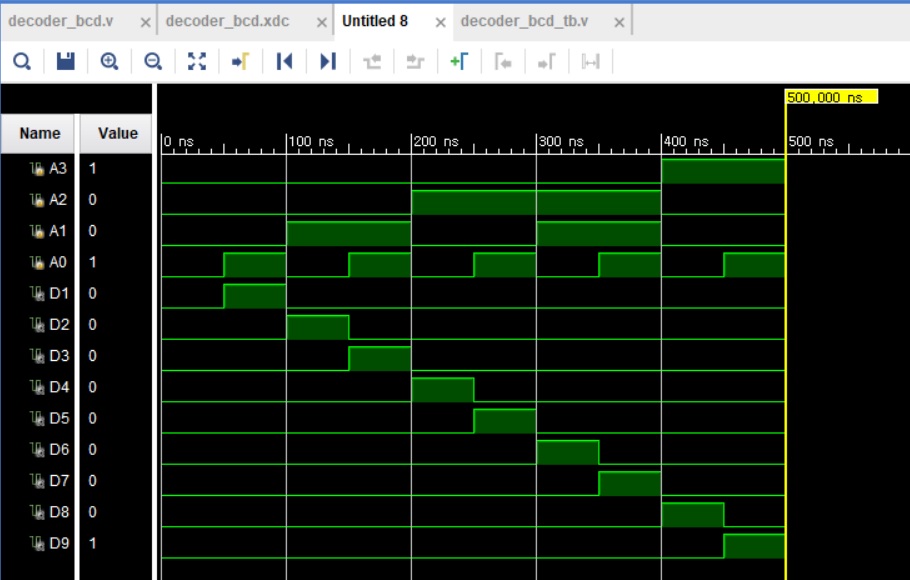 decoder_bcd.v × decoder_bcd.xdc × Untitled 8 × decoder_bcd_tb.v ×
500,000 ns
Name Value
0 ns 100 ns 200 ns 300 ns 400 ns 500 ns
A3 1
A2 0
A1 0
A0 1
D1 0
D2 0
D3 0
D4 0
D5 0
D6 0
D7 0
D8 0
D9 1